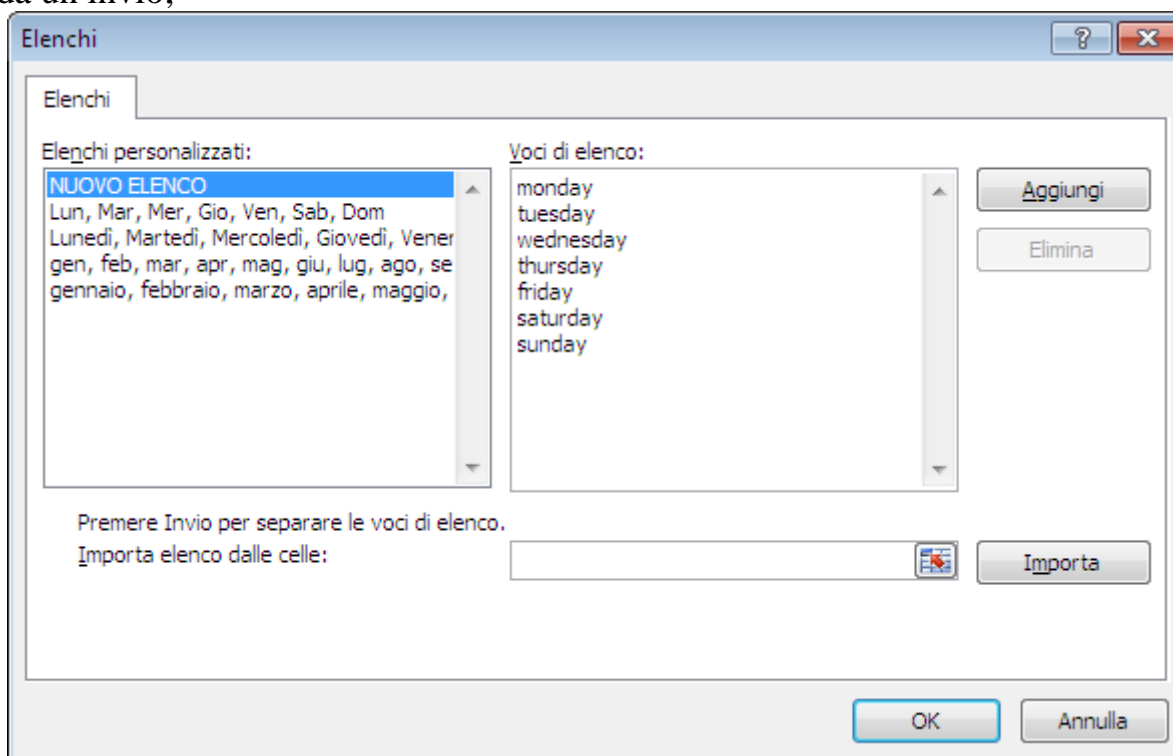 da un invio;
Elenchi
Elenchi
Elenchi personalizzati:
NUOVO ELENCO
Lun, Mar, Mer, Gio, Ven, Sab, Dom
Lunedì, Martedì, Mercoledì, Giovedì, Vener
gen, feb, mar, apr, mag, giu, lug, ago, se
gennaio, febbraio, marzo, aprile, maggio,
Voci di elenco:
monday
tuesday
wednesday
thursday
friday
saturday
sunday
Aggiungi
Elimina
Premere Invio per separare le voci di elenco.
Importa elenco dalle celle:
Importa
OK
Annulla